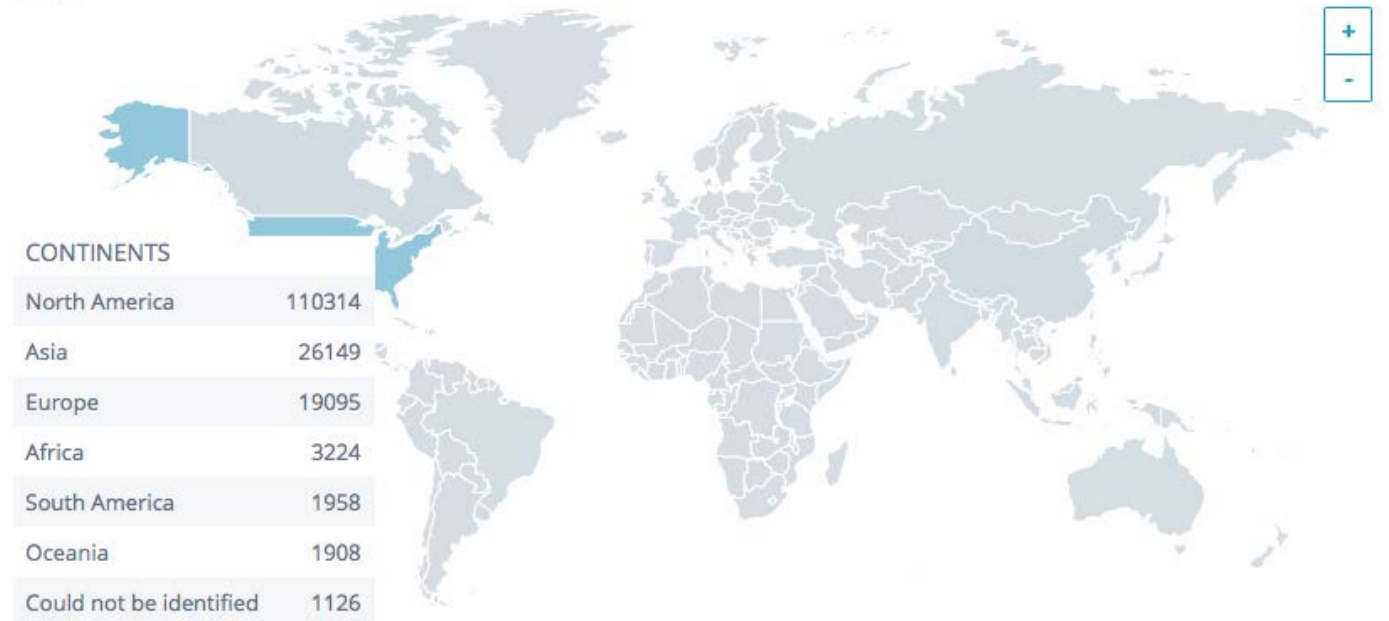 +
-
CONTINENTS
North America 110314
Asia 26149
Europe 19095
Africa 3224
South America 1958
Oceania 1908
Could not be identified 1126